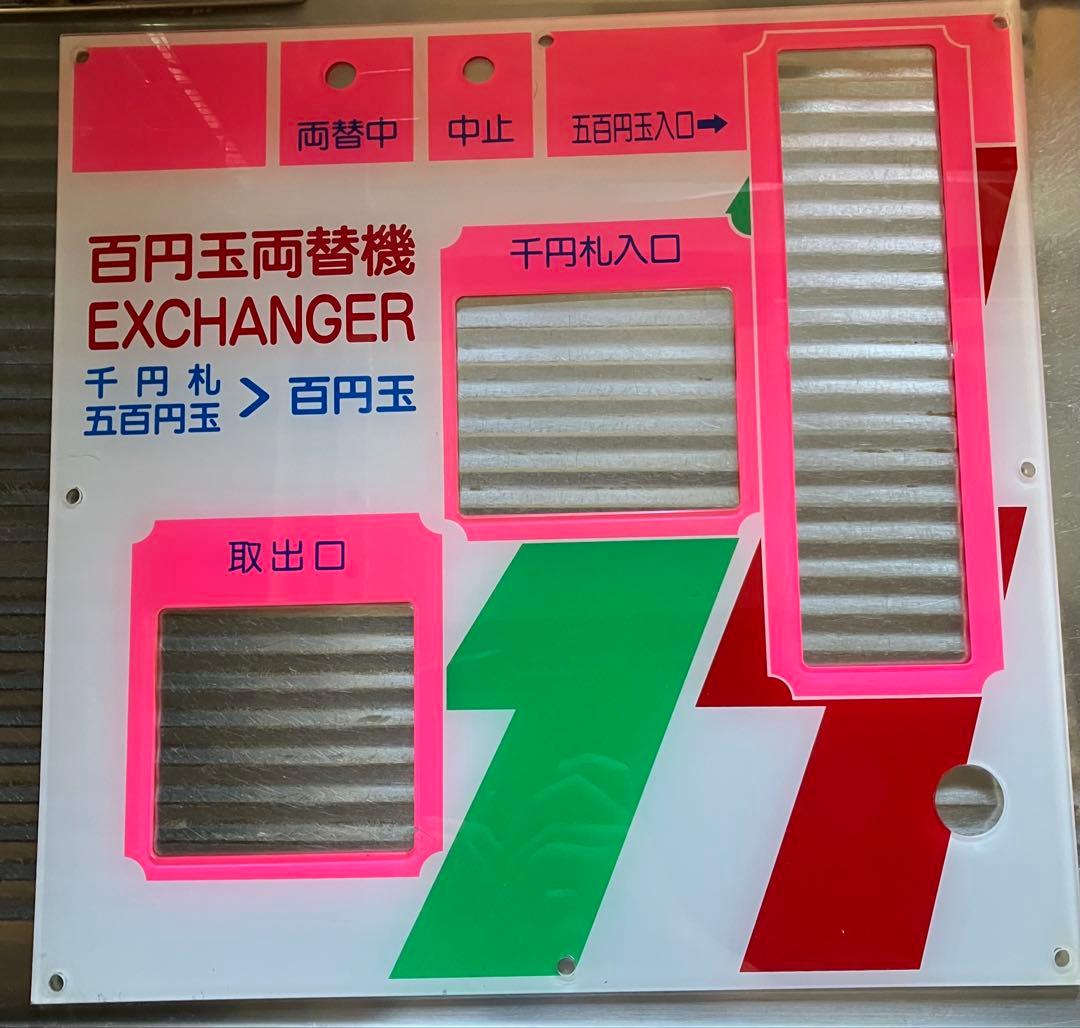 両替中
中止
五百円玉入口→
百円玉両替機
EXCHANGER
千円札
五百円玉 > 百円玉
千円札入口
取出口